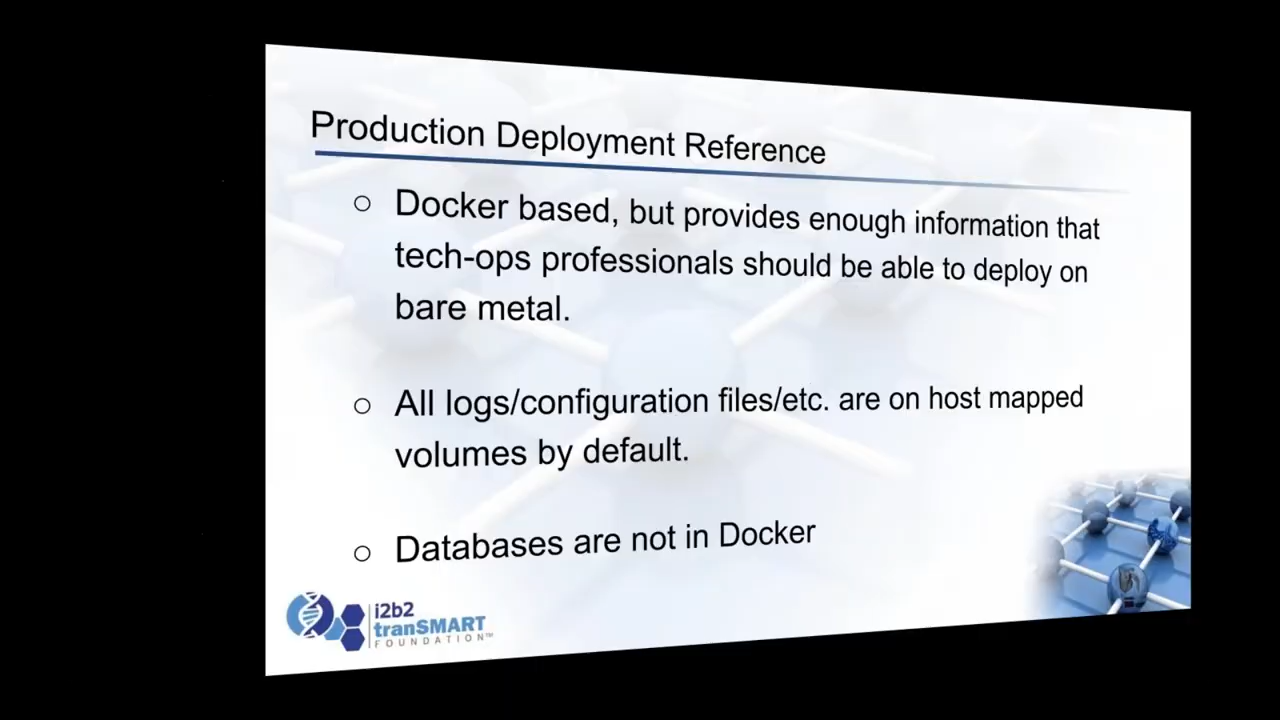 Production Deployment Reference
○ Docker based, but provides enough information that
tech-ops professionals should be able to deploy on
bare metal.
○ All logs/configuration files/etc. are on host mapped
volumes by default.
○ Databases are not in Docker
i2b2
tranSMART
FOUNDATION™